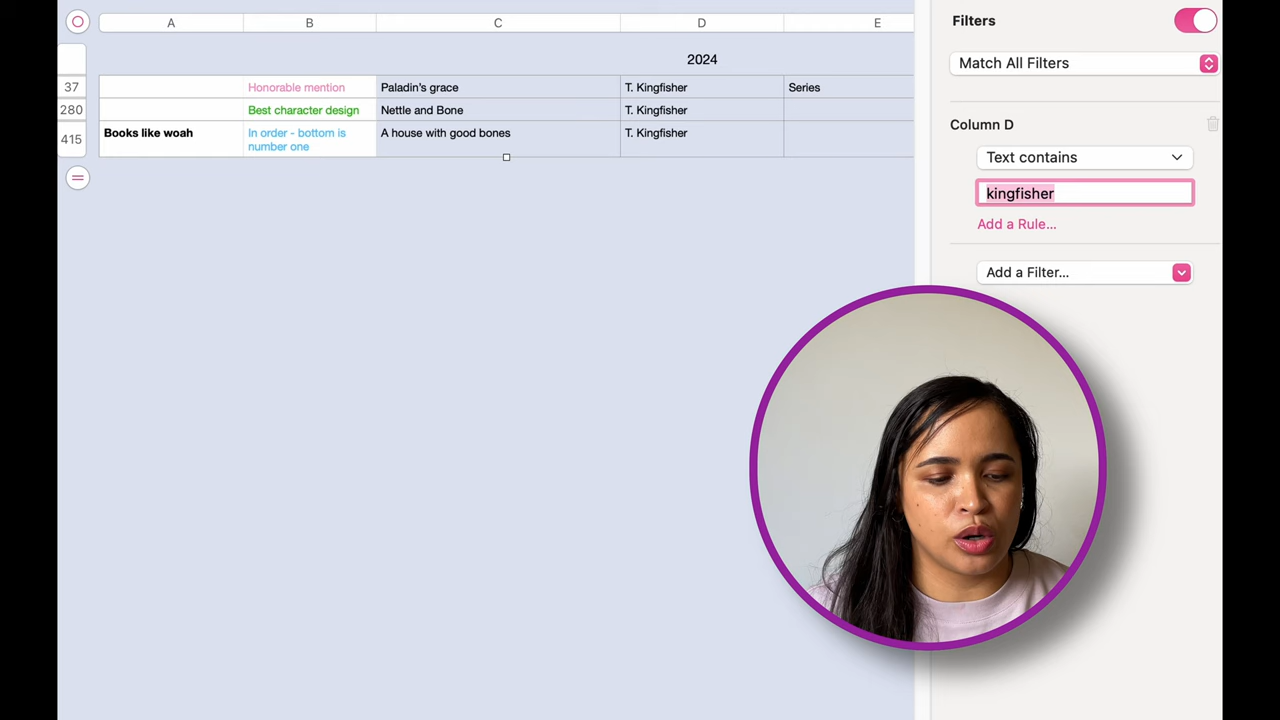 A B C D E
2024
37 Honorable mention Paladin's grace T. Kingfisher Series
280 Best character design Nettle and Bone T. Kingfisher
415 Books like woah In order - bottom is number one A house with good bones T. Kingfisher
Filters
Match All Filters
Column D
Text contains
kingfisher
Add a Rule...
Add a Filter...